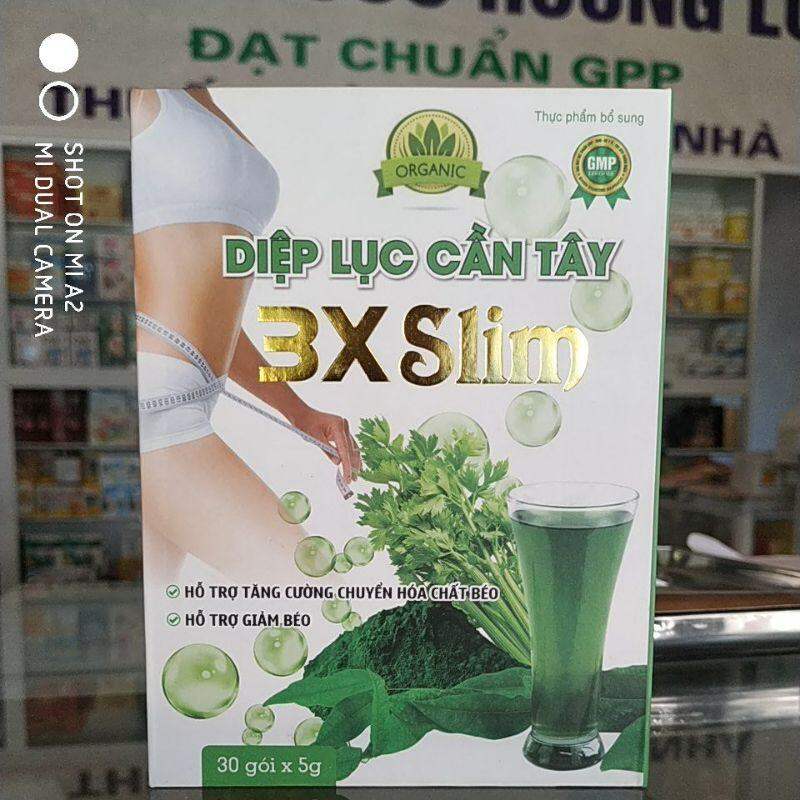 ĐẠT CHUẨN GPP
NHÀ
SHOT ON MI A2
MI DUAL CAMERA
Thực phẩm bổ sung
ORGANIC
GMP
DIỆP LỤC CẦN TÂY
3X Slim
HỖ TRỢ TĂNG CƯỜNG CHUYỂN HÓA CHẤT BÉO
HỖ TRỢ GIẢM BÉO
30 gói x 5g